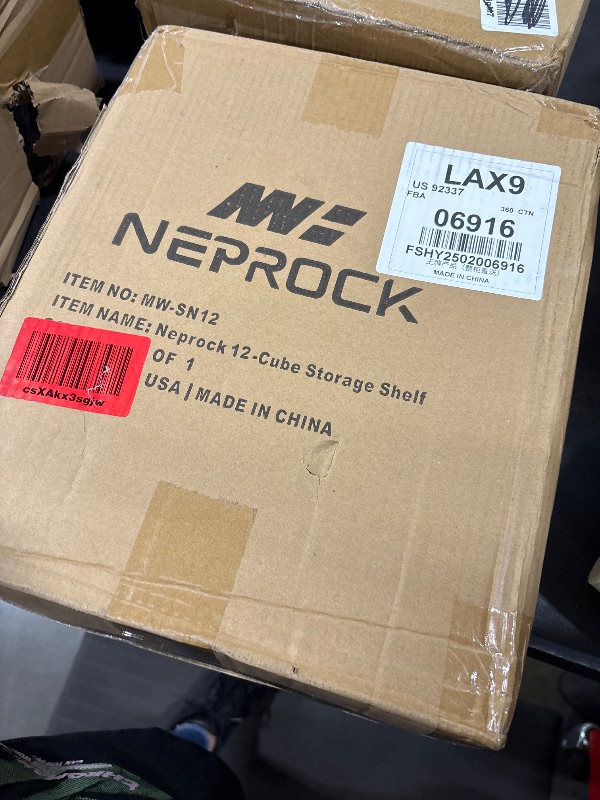 LAX9
US 92337
FBA
360 CTN
06916
FSHY2502006916
MADE IN CHINA
NEPROCK
ITEM NO: MW-SN12
ITEM NAME: Neprock 12-Cube Storage Shelf
OF 1
USA | MADE IN CHINA
csXAkx3sgjw